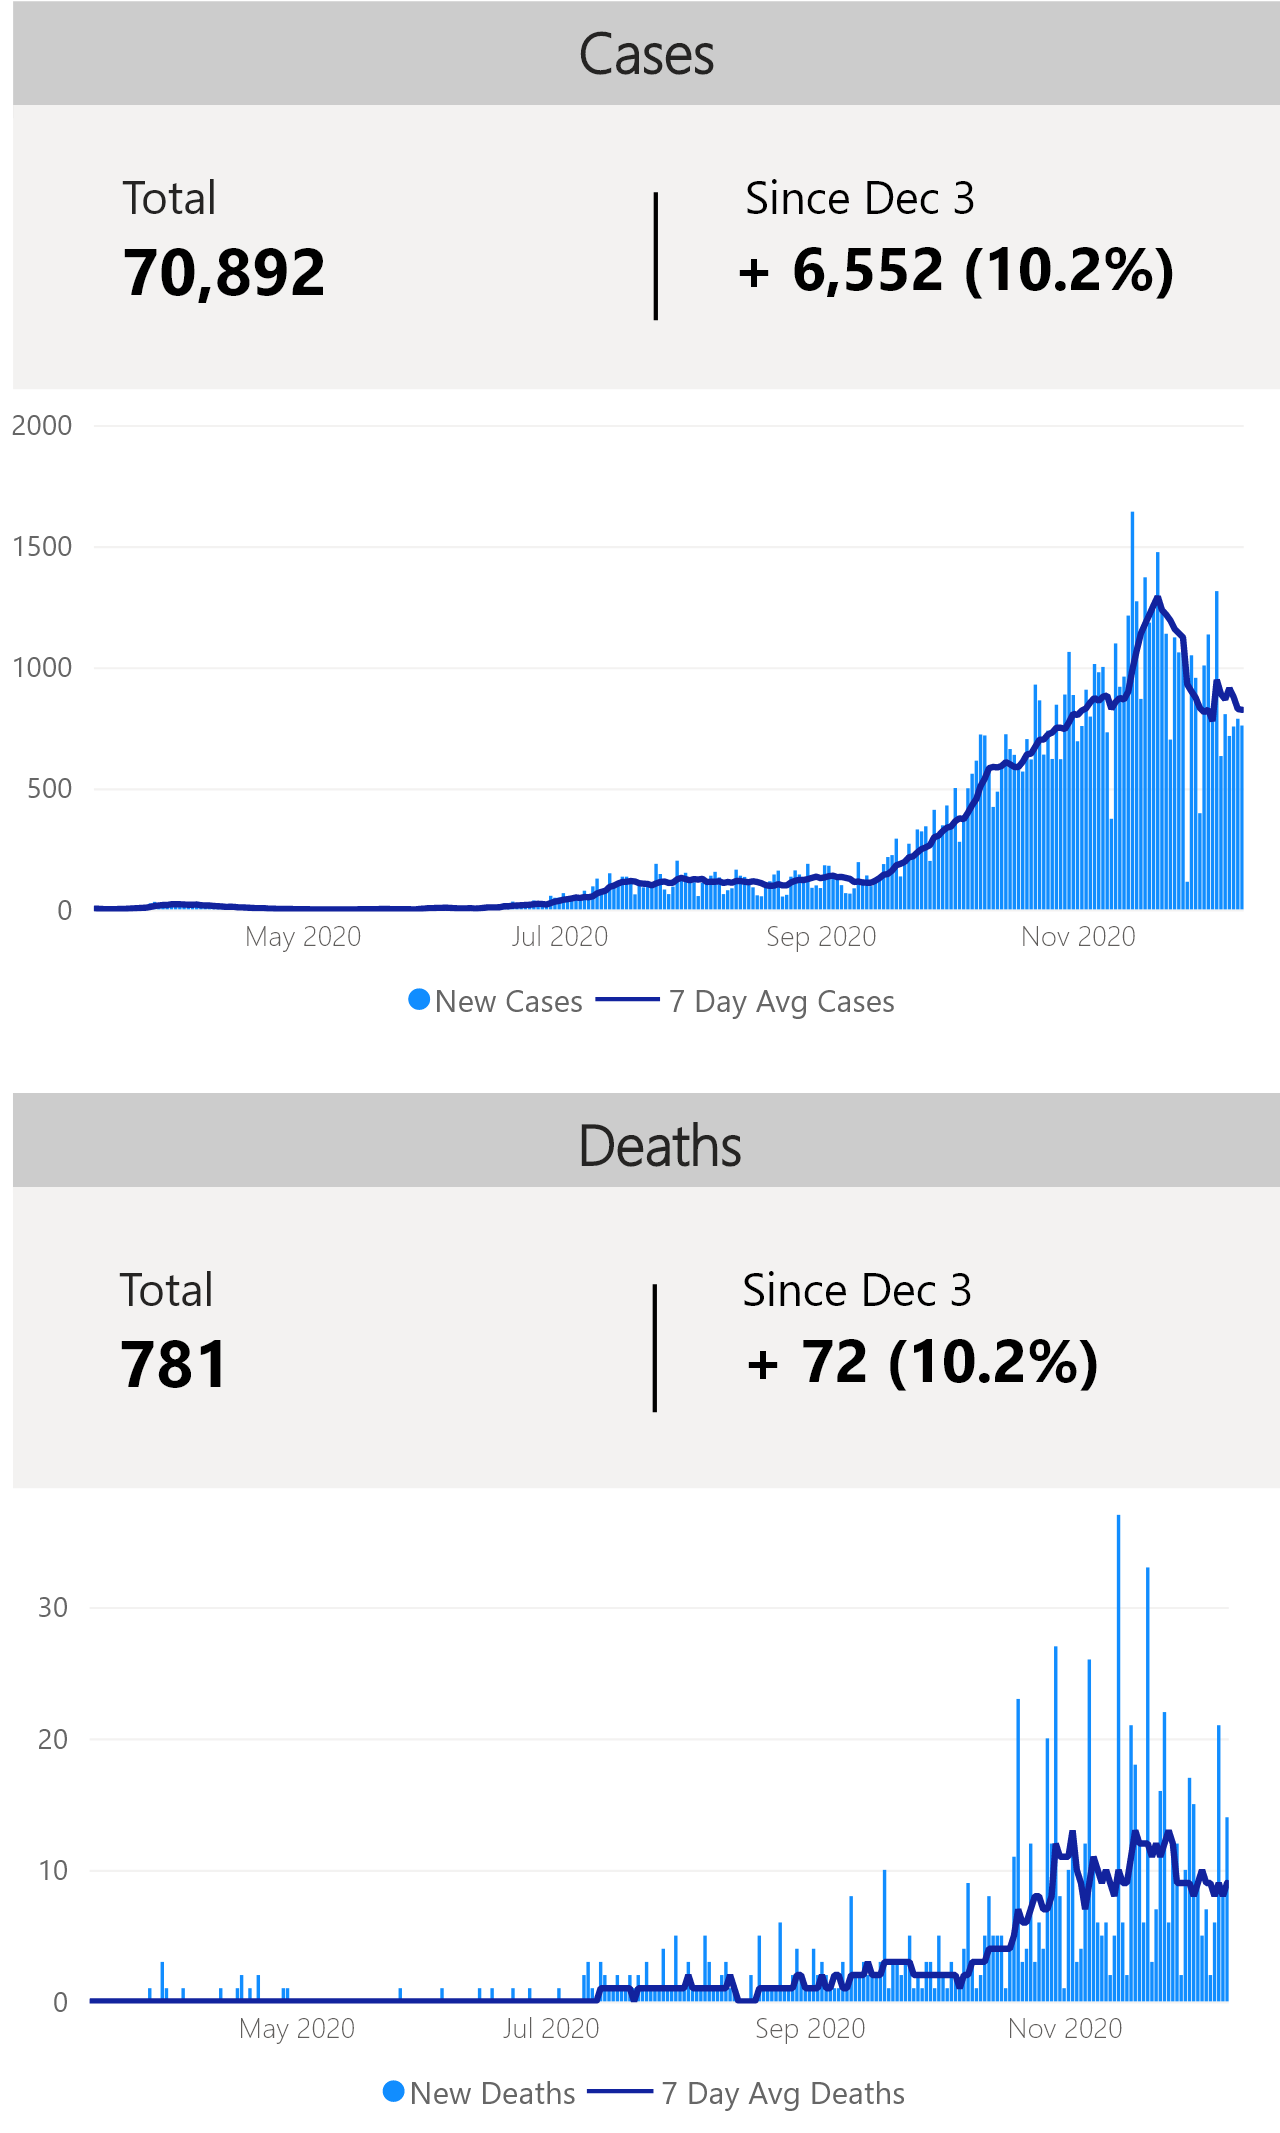 Cases
Total
Since Dec 3
70,892
+ 6,552 (10.2%)
2000
1500
1000
500
0
May 2020
Jul 2020
Sep 2020
Nov 2020
New Cases
7 Day Avg Cases
Deaths
Total
Since Dec 3
781
+ 72 (10.2%)
30
20
10
0
May 2020
Jul 2020
Sep 2020
Nov 2020
New Deaths
7 Day Avg Deaths